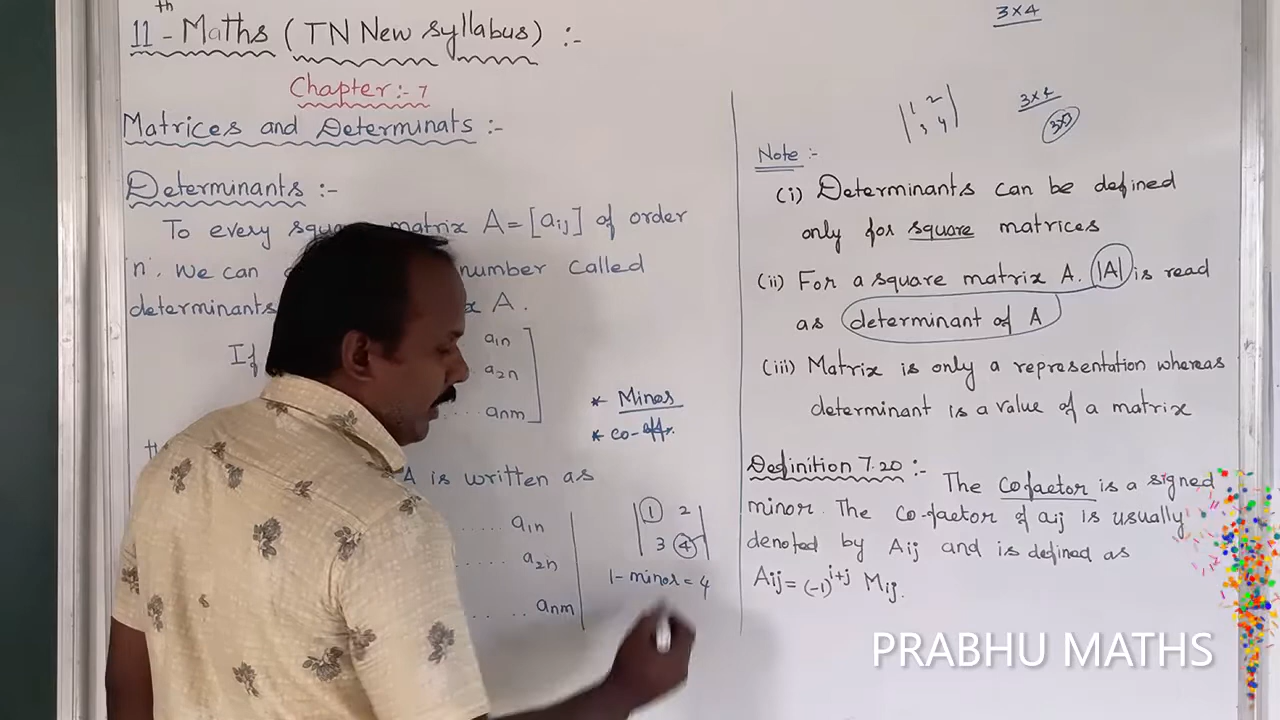 11th - Maths ( TN New syllabus) :-
Chapter :- 7
Matrices and Determinats :-
Determinants :-
To every square matrix A = [aij] of order
'n'. We can number called
determinants A.
If a1n
a2n
.... anm
A is written as
..... a1n
..... a2n
.... anm
* Minor
* co-eff.
1 2
3 4
1 - minor = 4
3×4
1 2
3 4
3×4
3×3
Note :-
(i) Determinants can be defined
only for square matrices
(ii) For a square matrix A. |A| is read
as determinant of A
(iii) Matrix is only a representation whereas
determinant is a value of a matrix
Definition 7.20 :- The cofactor is a signed
minor. The co-factor of aij is usually
denoted by Aij and is defined as
Aij = (-1)^i+j Mij.
PRABHU MATHS